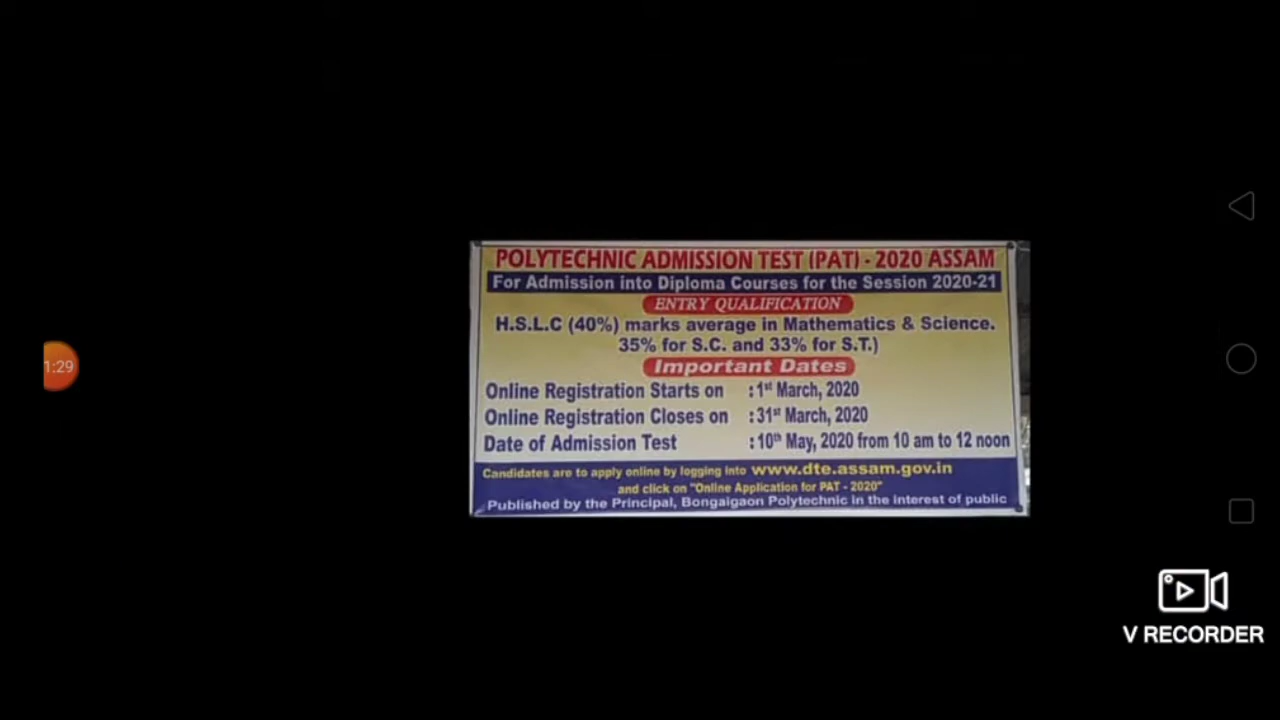 POLYTECHNIC ADMISSION TEST (PAT) - 2020 ASSAM
For Admission into Diploma Courses for the Session 2020-21
ENTRY QUALIFICATION
H.S.L.C (40%) marks average in Mathematics & Science.
35% for S.C. and 33% for S.T.)
Important Dates
Online Registration Starts on : 1st March, 2020
Online Registration Closes on : 31st March, 2020
Date of Admission Test : 10th May, 2020 from 10 am to 12 noon
Candidates are to apply online by logging into www.dte.assam.gov.in
and click on "Online Application for PAT - 2020"
Published by the Principal, Bongaigaon Polytechnic in the interest of public
1:29
V RECORDER